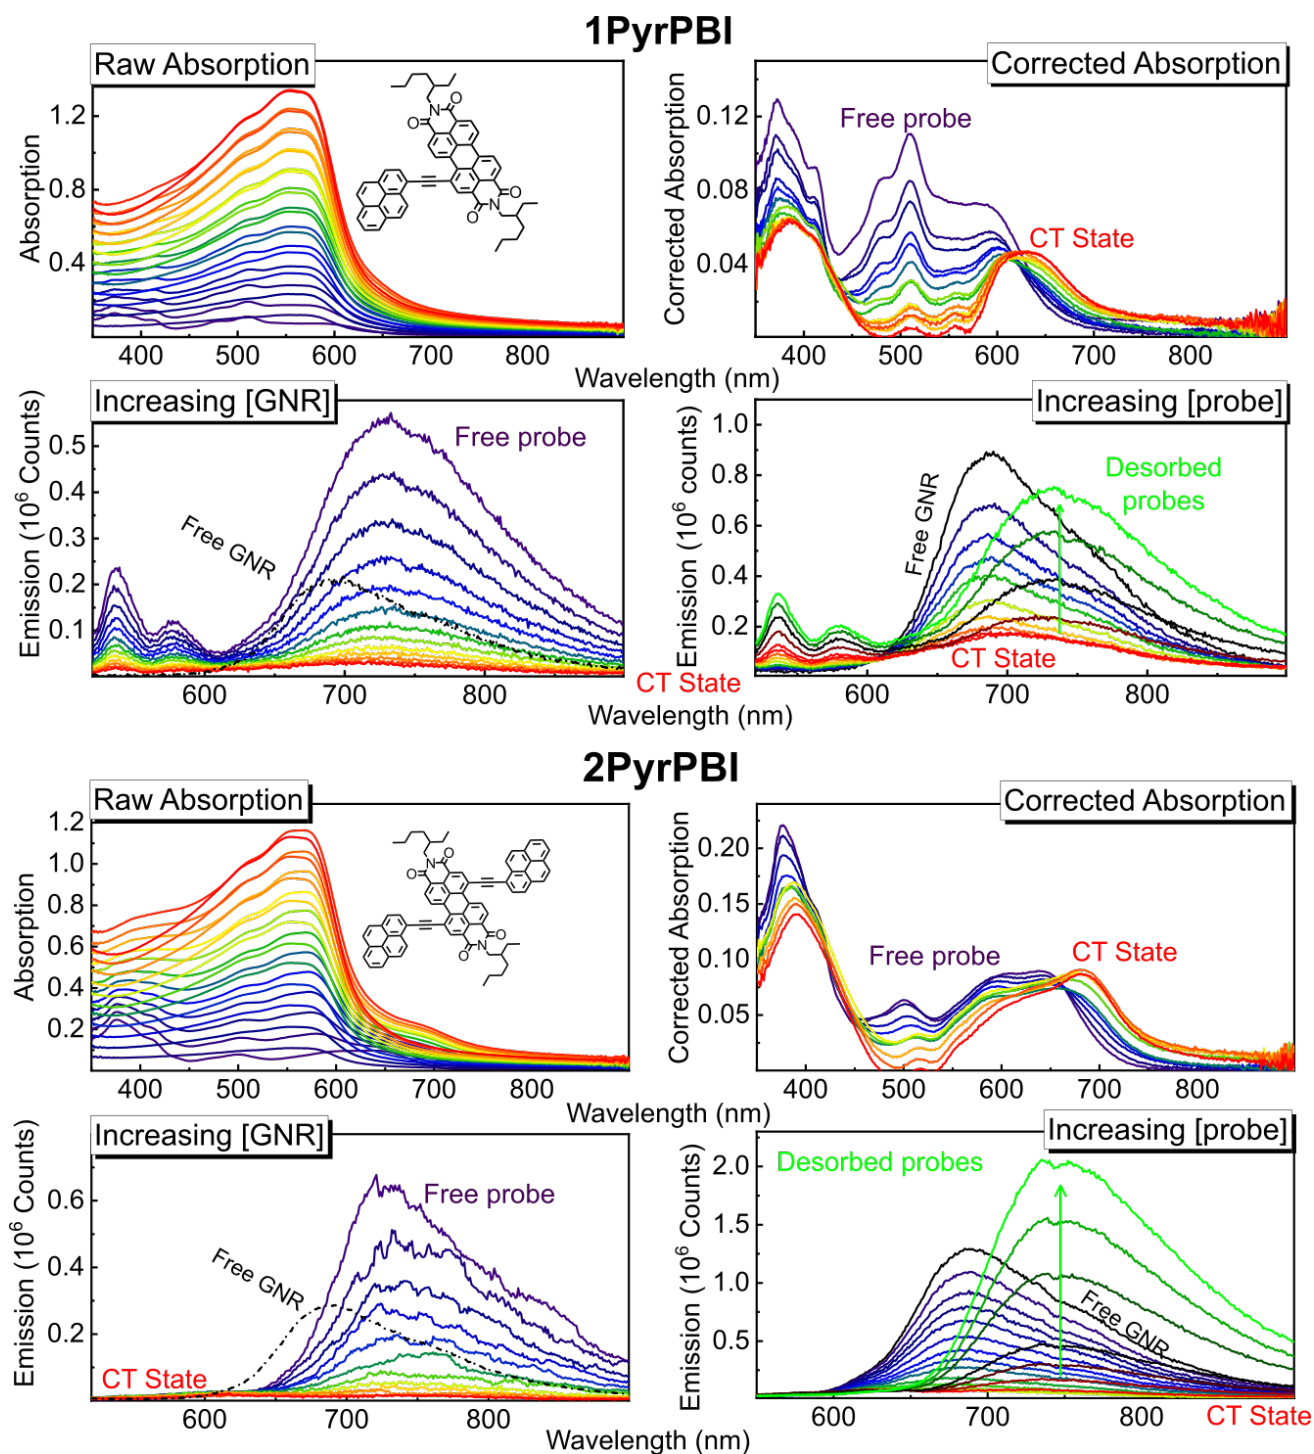 1PyrPBI
Raw Absorption
Corrected Absorption
Absorption
1.2
0.8
0.4
400 500 600 700 800
N
O
O
O
N
O
Corrected Absorption
0.12
0.08
0.04
Free probe
CT State
400 500 600 700 800
Wavelength (nm)
Increasing [GNR]
Increasing [probe]
Emission (10⁶ Counts)
0.5
0.4
0.3
0.2
0.1
Free GNR
Free probe
CT State
600 700 800
Emission (10⁶ counts)
1.0
0.8
0.6
0.4
0.2
Free GNR
Desorbed
probes
CT State
600 700 800
Wavelength (nm)
2PyrPBI
Raw Absorption
Corrected Absorption
Absorption
1.2
1.0
0.8
0.6
0.4
0.2
400 500 600 700 800
O
N
O
O
N
O
Corrected Absorption
0.20
0.15
0.10
0.05
Free probe
CT State
400 500 600 700 800
Wavelength (nm)
Increasing [GNR]
Increasing [probe]
Emission (10⁶ Counts)
0.6
0.4
0.2
Free probe
Free GNR
CT State
600 700 800
Emission (10⁶ Counts)
2.0
1.5
1.0
0.5
Desorbed probes
Free GNR
CT State
600 700 800
Wavelength (nm)